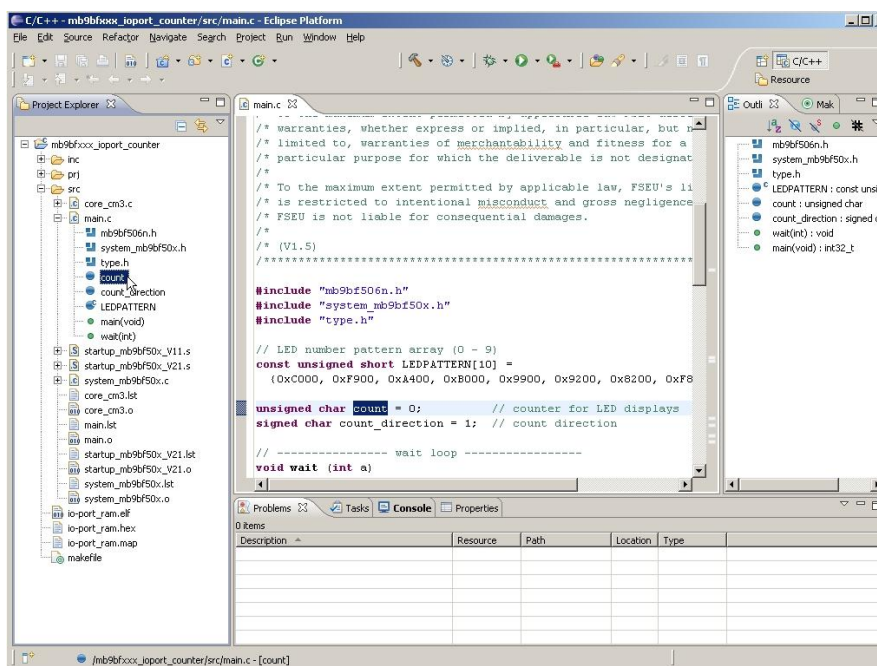 C/C++ - mb9bfxxx_ioport_counter/src/main.c - Eclipse Platform
File Edit Source Refactor Navigate Search Project Run Window Help
C/C++
Resource
Project Explorer
mb9bfxxx_ioport_counter
inc
prj
src
core_cm3.c
main.c
mb9bf506n.h
system_mb9bf50x.h
type.h
count
count_direction
LEDPATTERN
main(void)
wait(int)
startup_mb9bf50x_V11.s
startup_mb9bf50x_V21.s
system_mb9bf50x.c
core_cm3.lst
core_cm3.o
main.lst
main.o
startup_mb9bf50x_V21.lst
startup_mb9bf50x_V21.o
system_mb9bf50x.lst
system_mb9bf50x.o
io-port_ram.elf
io-port_ram.hex
io-port_ram.map
makefile
main.c
/* warranties, whether express or implied, in particular, but n
/* limited to, warranties of merchantability and fitness for a
/* particular purpose for which the deliverable is not designat
/*
/* To the maximum extent permitted by applicable law, FSEU's li
/* is restricted to intentional misconduct and gross negligence
/* FSEU is not liable for consequential damages.
/*
/* (V1.5)
/*****************************************************************
#include "mb9bf506n.h"
#include "system_mb9bf50x.h"
#include "type.h"
// LED number pattern array (0 - 9)
const unsigned short LEDPATTERN[10] =
{0xC000, 0xF900, 0xA400, 0xB000, 0x9900, 0x9200, 0x8200, 0xF8
unsigned char count = 0; // counter for LED displays
signed char count_direction = 1; // count direction
// ---------------- wait loop -----------------
void wait (int a)
Outli Mak
mb9bf506n.h
system_mb9bf50x.h
type.h
LEDPATTERN : const unsi
count : unsigned char
count_direction : signed c
wait(int) : void
main(void) : int32_t
Problems Tasks Console Properties
0 items
Description Resource Path Location Type
/mb9bfxxx_ioport_counter/src/main.c - [count]